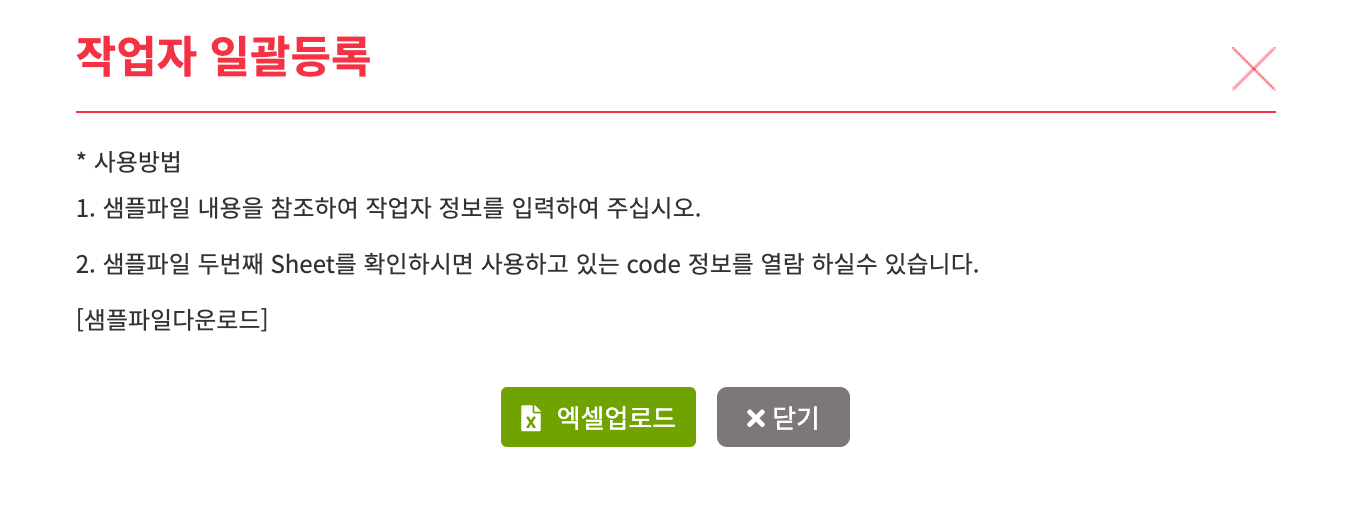 작업자 일괄등록
* 사용방법
1. 샘플파일 내용을 참조하여 작업자 정보를 입력하여 주십시오.
2. 샘플파일 두번째 Sheet를 확인하시면 사용하고 있는 code 정보를 열람 하실수 있습니다.
[샘플파일다운로드]
엑셀업로드
닫기